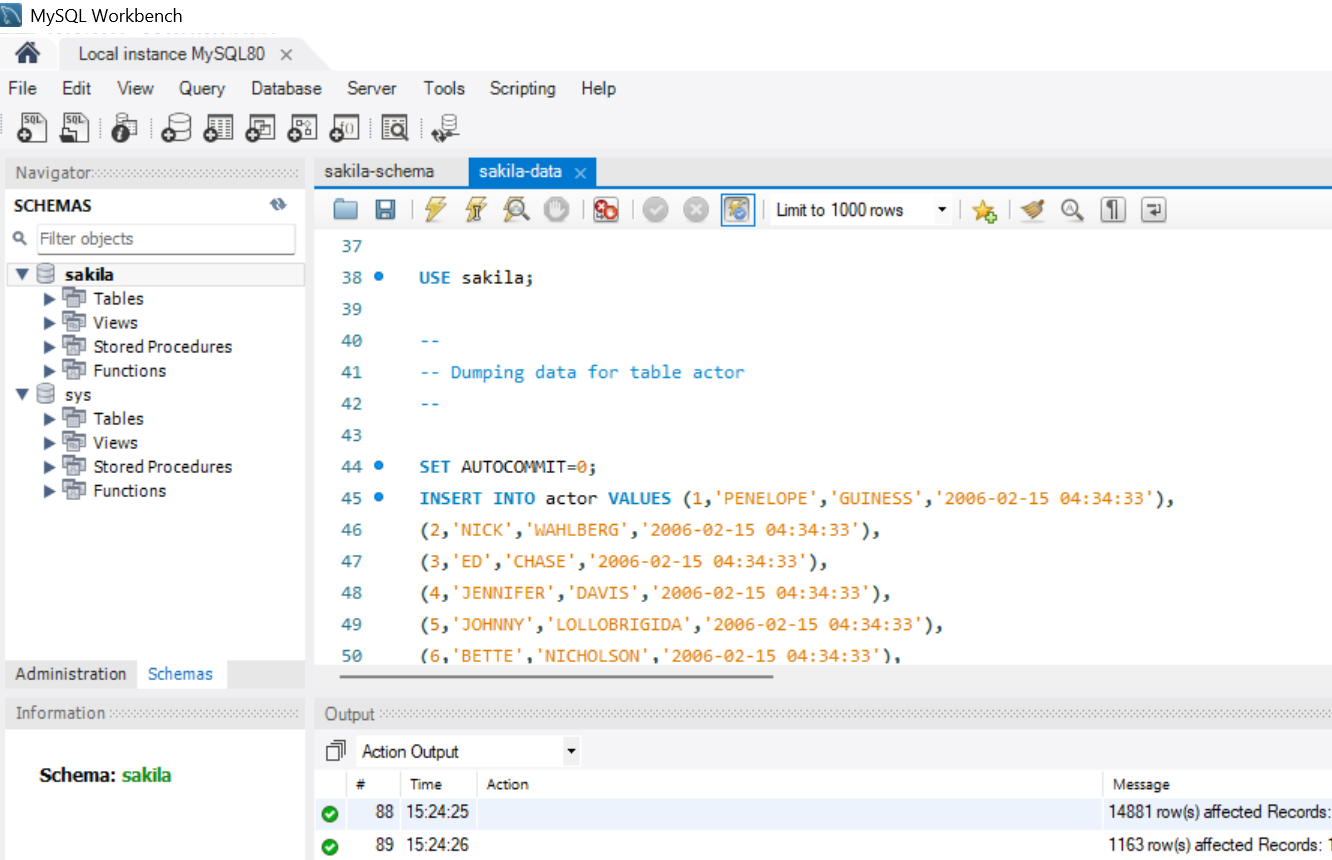 MySQL Workbench
Local instance MySQL80
File Edit View Query Database Server Tools Scripting Help
SQL SQL
Navigator
SCHEMAS
Filter objects
sakila
Tables
Views
Stored Procedures
Functions
sys
Tables
Views
Stored Procedures
Functions
Administration Schemas
Information
Schema: sakila
sakila-schema sakila-data
Limit to 1000 rows
37
38 USE sakila;
39
40 --
41 -- Dumping data for table actor
42 --
43
44 SET AUTOCOMMIT=0;
45 INSERT INTO actor VALUES (1,'PENELOPE','GUINESS','2006-02-15 04:34:33'),
46 (2,'NICK','WAHLBERG','2006-02-15 04:34:33'),
47 (3,'ED','CHASE','2006-02-15 04:34:33'),
48 (4,'JENNIFER','DAVIS','2006-02-15 04:34:33'),
49 (5,'JOHNNY','LOLLOBRIGIDA','2006-02-15 04:34:33'),
50 (6,'BETTE','NICHOLSON','2006-02-15 04:34:33'),
Output
Action Output
# Time Action Message
88 15:24:25 14881 row(s) affected Records:
89 15:24:26 1163 row(s) affected Records: 1